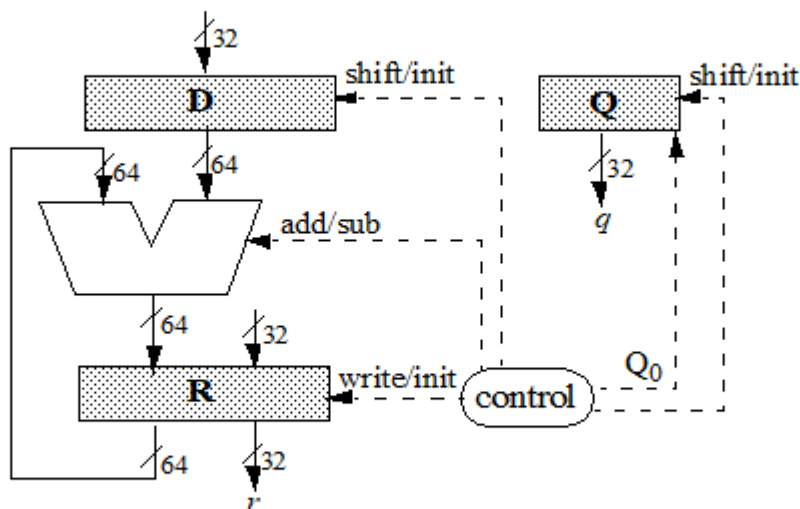 32
shift/init
shift/init
D
Q
64
64
32
q
add/sub
64
32
write/init
R
control
Q0
64
32
r